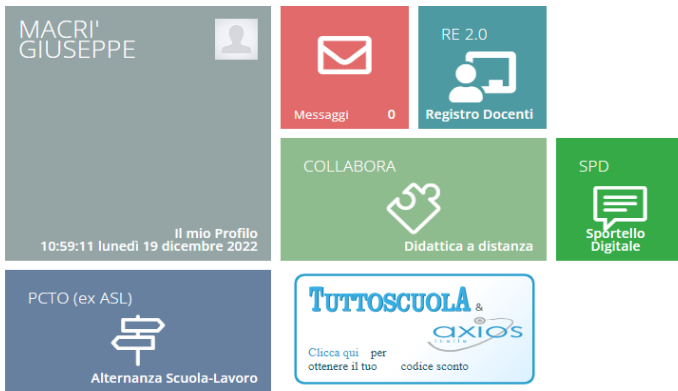 MACRI'
GIUSEPPE
Il mio Profilo
10:59:11 lunedì 19 dicembre 2022
Messaggi 0
RE 2.0
Registro Docenti
COLLABORA
Didattica a distanza
SPD
Sportello
Digitale
PCTO (ex ASL)
Alternanza Scuola-Lavoro
TUTTOSCUOLA &
axios
italia
Clicca qui per
ottenere il tuo codice sconto